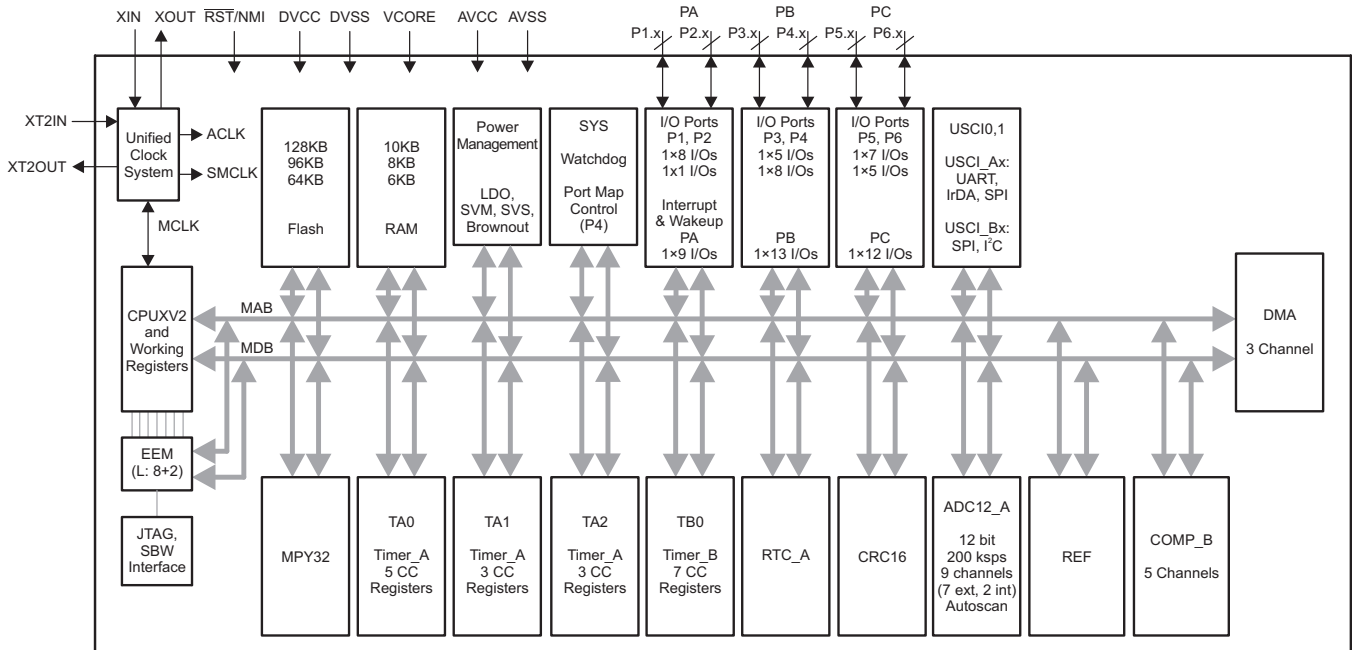 XIN XOUT RST/NMI DVCC DVSS VCORE AVCC AVSS
PA PB PC
P1.x P2.x P3.x P4.x P5.x P6.x
XT2IN
XT2OUT
Unified
Clock
System
ACLK
SMCLK
MCLK
128KB
96KB
64KB
Flash
10KB
8KB
6KB
RAM
Power
Management
LDO,
SVM, SVS,
Brownout
SYS
Watchdog
Port Map
Control
(P4)
I/O Ports
P1, P2
1×8 I/Os
1x1 I/Os
Interrupt
& Wakeup
PA
1×9 I/Os
I/O Ports
P3, P4
1×5 I/Os
1×8 I/Os
PB
1×13 I/Os
I/O Ports
P5, P6
1×7 I/Os
1×5 I/Os
PC
1×12 I/Os
USCI0,1
USCI_Ax:
UART,
IrDA, SPI
USCI_Bx:
SPI, I²C
CPUXV2
and
Working
Registers
MAB
MDB
DMA
3 Channel
EEM
(L: 8+2)
JTAG,
SBW
Interface
MPY32
TA0
Timer_A
5 CC
Registers
TA1
Timer_A
3 CC
Registers
TA2
Timer_A
3 CC
Registers
TB0
Timer_B
7 CC
Registers
RTC_A
CRC16
ADC12_A
12 bit
200 ksps
9 channels
(7 ext, 2 int)
Autoscan
REF
COMP_B
5 Channels